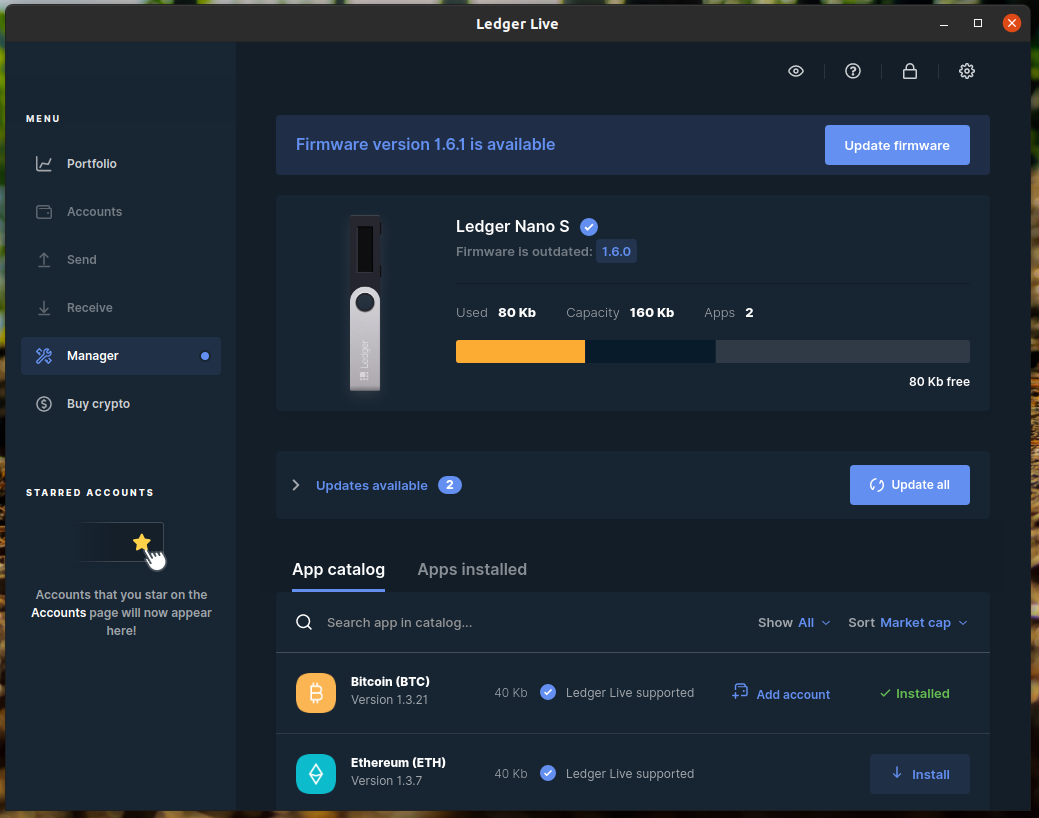 Ledger Live
MENU
Portfolio
Accounts
Send
Receive
Manager
Buy crypto
STARRED ACCOUNTS
Accounts that you star on the
Accounts page will now appear
here!
Firmware version 1.6.1 is available
Update firmware
Ledger
Ledger Nano S
Firmware is outdated: 1.6.0
Used 80 Kb Capacity 160 Kb Apps 2
80 Kb free
Updates available 2
Update all
App catalog Apps installed
Search app in catalog...
Show All Sort Market cap
Bitcoin (BTC)
Version 1.3.21
40 Kb Ledger Live supported
Add account
Installed
Ethereum (ETH)
Version 1.3.7
40 Kb Ledger Live supported
Install